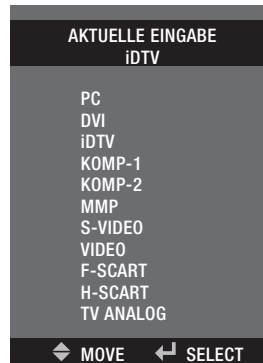 AKTUELLE EINGABE
iDTV
PC
DVI
iDTV
KOMP-1
KOMP-2
MMP
S-VIDEO
VIDEO
F-SCART
H-SCART
TV ANALOG
MOVE SELECT